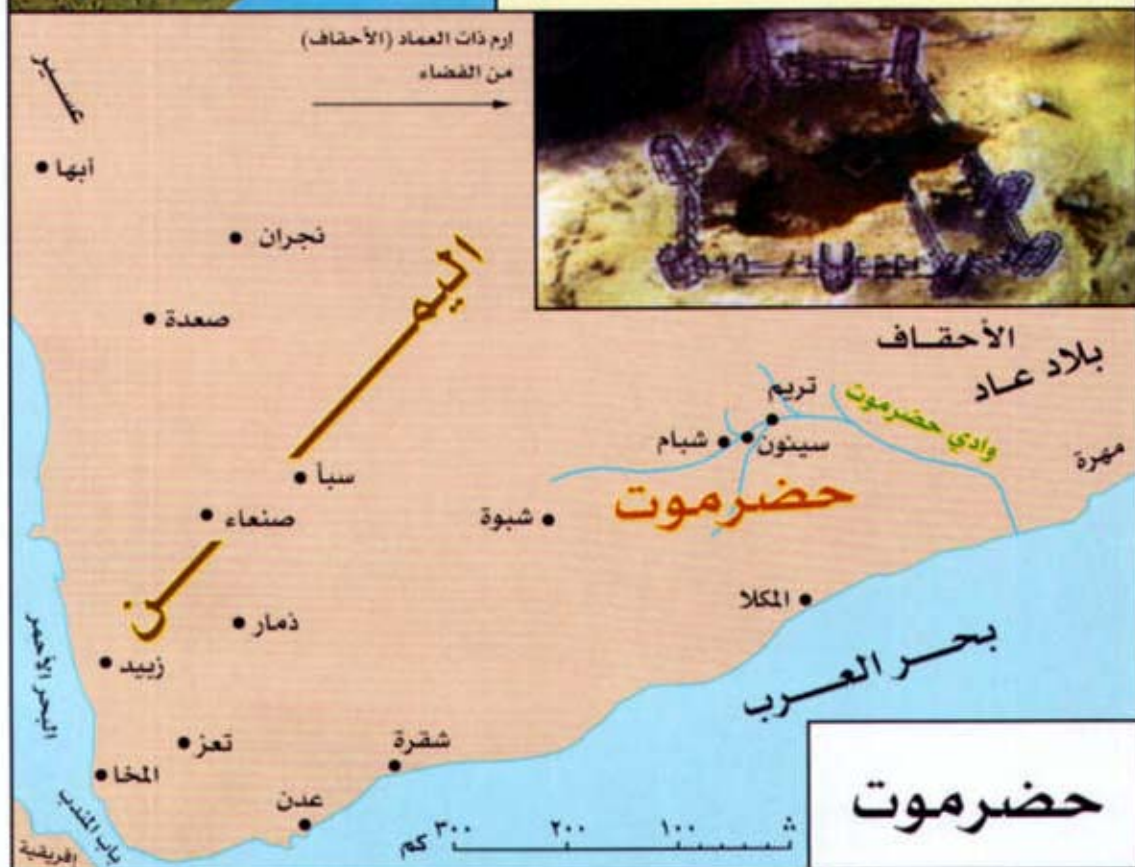 إرم ذات العماد (الأحقاف)
من الفضاء
عسير
أبها
نجران
اليمن
صعدة
الأحقاف
بلاد عاد
تريم
وادي حضرموت
شبام
سينون
مهرة
سبأ
حضرموت
صنعاء
شبوة
المكلا
ذمار
زبيد
البحر الأحمر
بحر العرب
تعز
شقرة
المخا
عدن
باب المندب
إفريقية
٣٠٠ ٢٠٠ ١٠٠ ث
كم
حضرموت